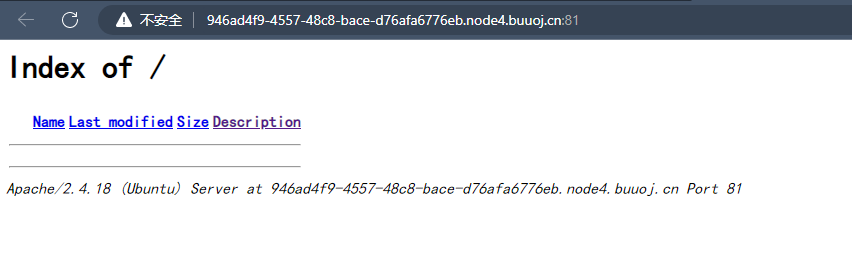 不安全 946ad4f9-4557-48c8-bace-d76afa6776eb.node4.buuoj.cn:81
Index of /
Name Last modified Size Description
Apache/2.4.18 (Ubuntu) Server at 946ad4f9-4557-48c8-bace-d76afa6776eb.node4.buuoj.cn Port 81